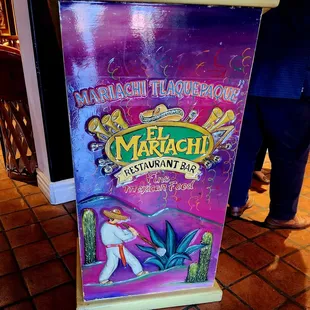 MARIACHI TLAQUEPAQUE
EL
MARIACHI
RESTAURANT BAR
Fine
Mexican Food